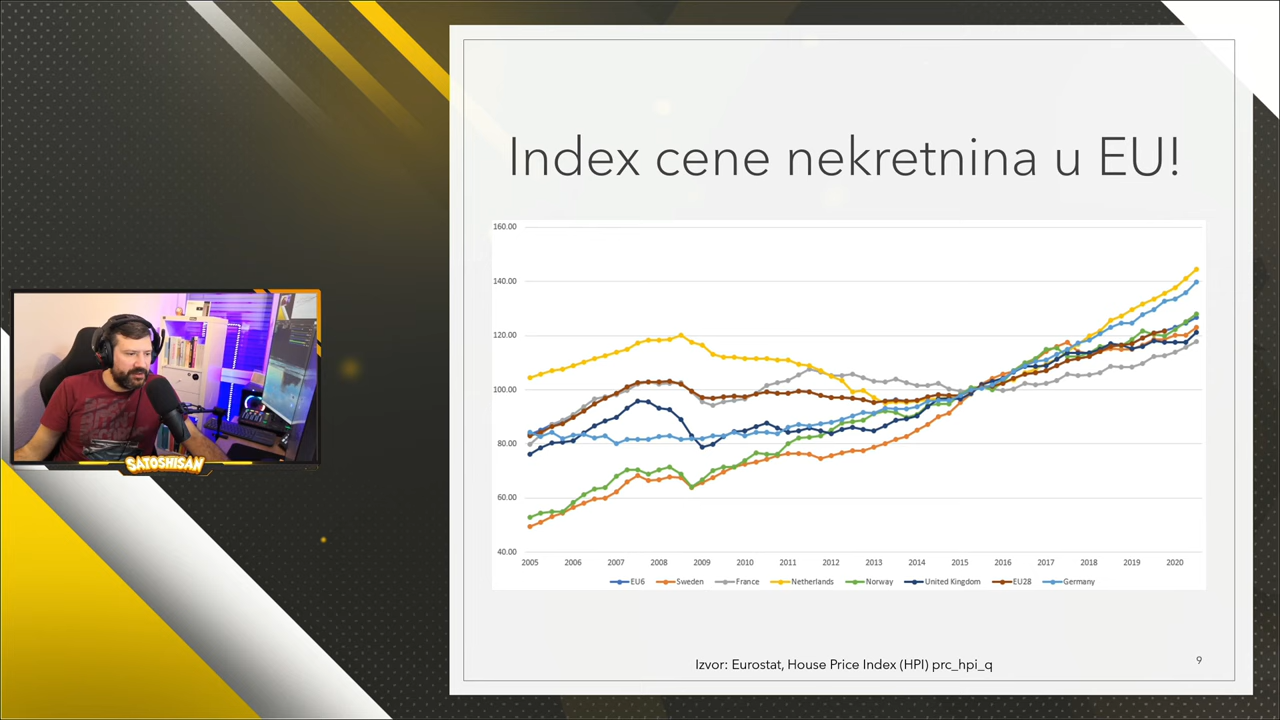 Index cene nekretnina u EU!
160.00
140.00
120.00
100.00
80.00
60.00
40.00
2005 2006 2007 2008 2009 2010 2011 2012 2013 2014 2015 2016 2017 2018 2019 2020
EU6 Sweden France Netherlands Norway United Kingdom EU28 Germany
SATOSHISAN
Izvor: Eurostat, House Price Index (HPI) prc_hpi_q
9